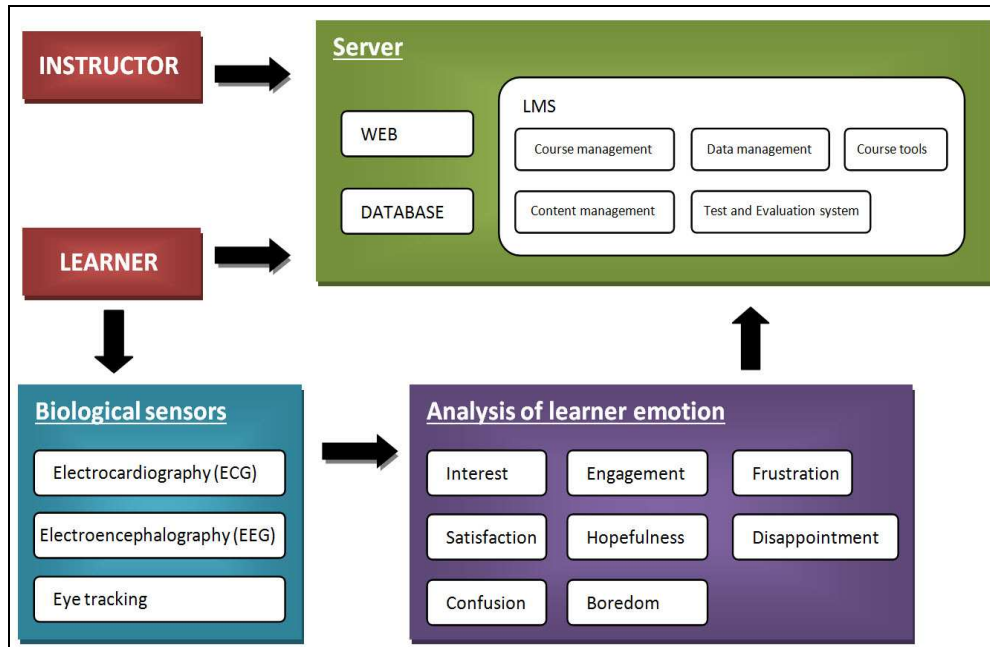 INSTRUCTOR
Server
LMS
WEB
Course management
Data management
Course tools
DATABASE
Content management
Test and Evaluation system
LEARNER
Biological sensors
Electrocardiography (ECG)
Electroencephalography (EEG)
Eye tracking
Analysis of learner emotion
Interest
Engagement
Frustration
Satisfaction
Hopefulness
Disappointment
Confusion
Boredom